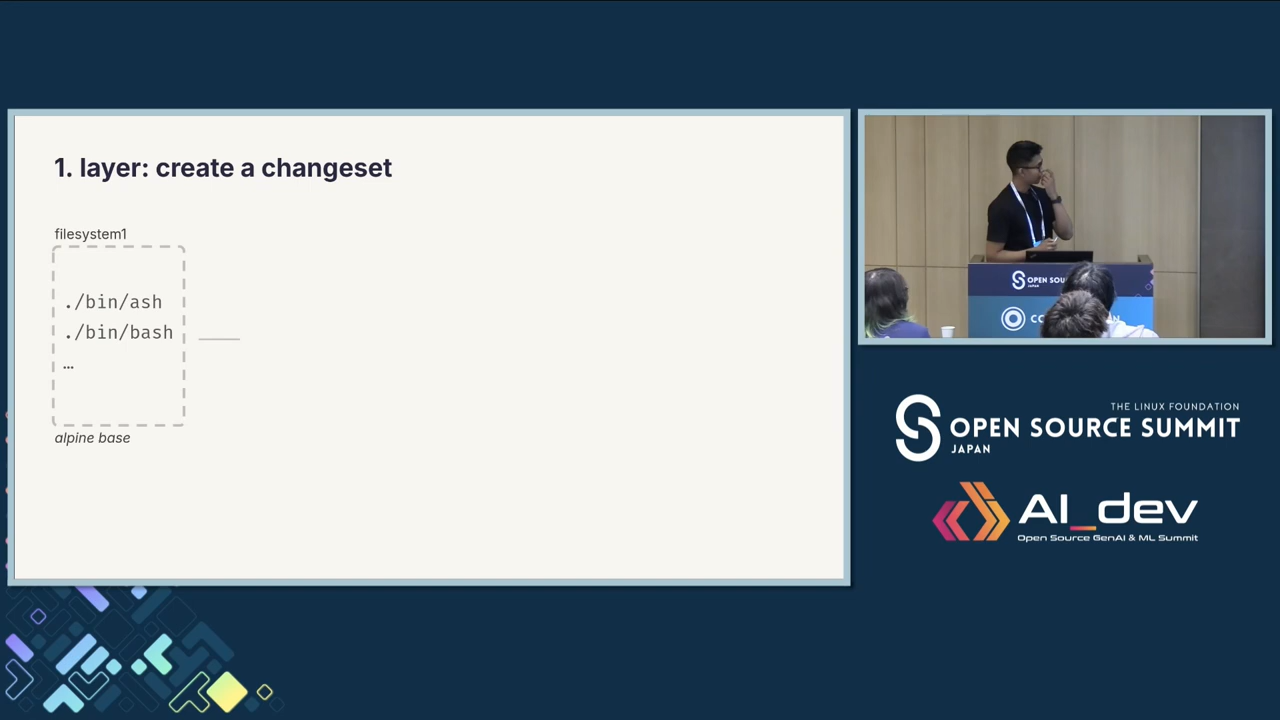 1. layer: create a changeset
filesystem1
./bin/ash
./bin/bash
…
alpine base
OPEN SOU
JAPAN
THE LINUX FOUNDATION
OPEN SOURCE SUMMIT
JAPAN
AI_dev
Open Source GenAI & ML Summit